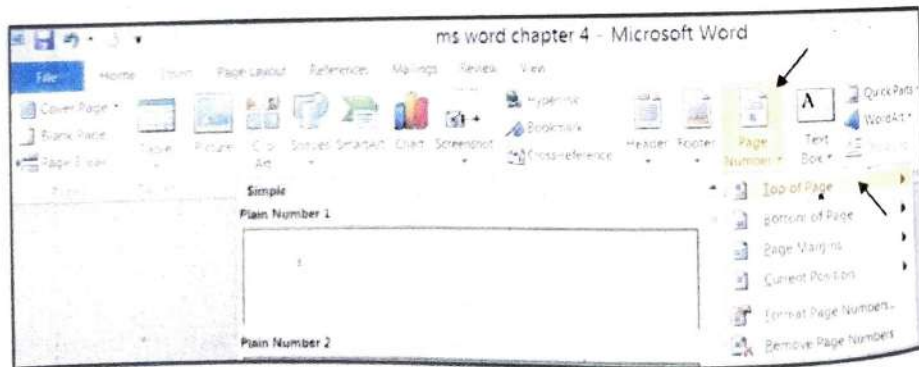 ms word chapter 4 - Microsoft Word
File Home Insert Page Layout References Mailings Review View
Cover Page
Blank Page
Page Break
Table
Picture
Clip Art
Shapes
SmartArt
Chart
Screenshot
Hyperlink
Bookmark
Cross-reference
Header
Footer
Page Number
A
Text Box
Quick Parts
WordArt
Simple
Plain Number 1
1
Plain Number 2
Top of Page
Bottom of Page
Page Margins
Current Position
Format Page Numbers...
Remove Page Numbers